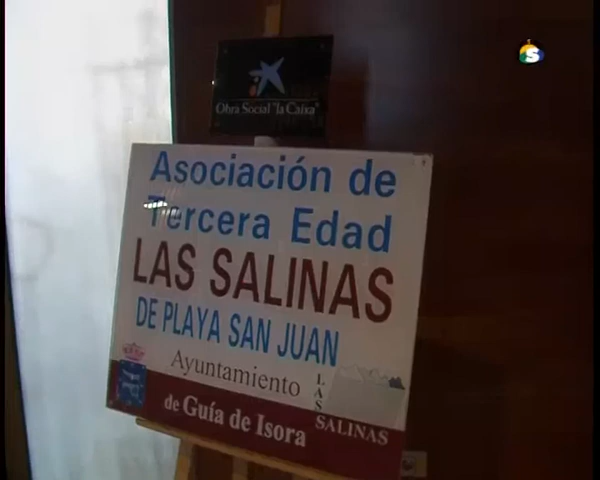 S
Obra Social "la Caixa"
Asociación de
Tercera Edad
LAS SALINAS
DE PLAYA SAN JUAN
Ayuntamiento
de Guía de Isora
LAS
SALINAS